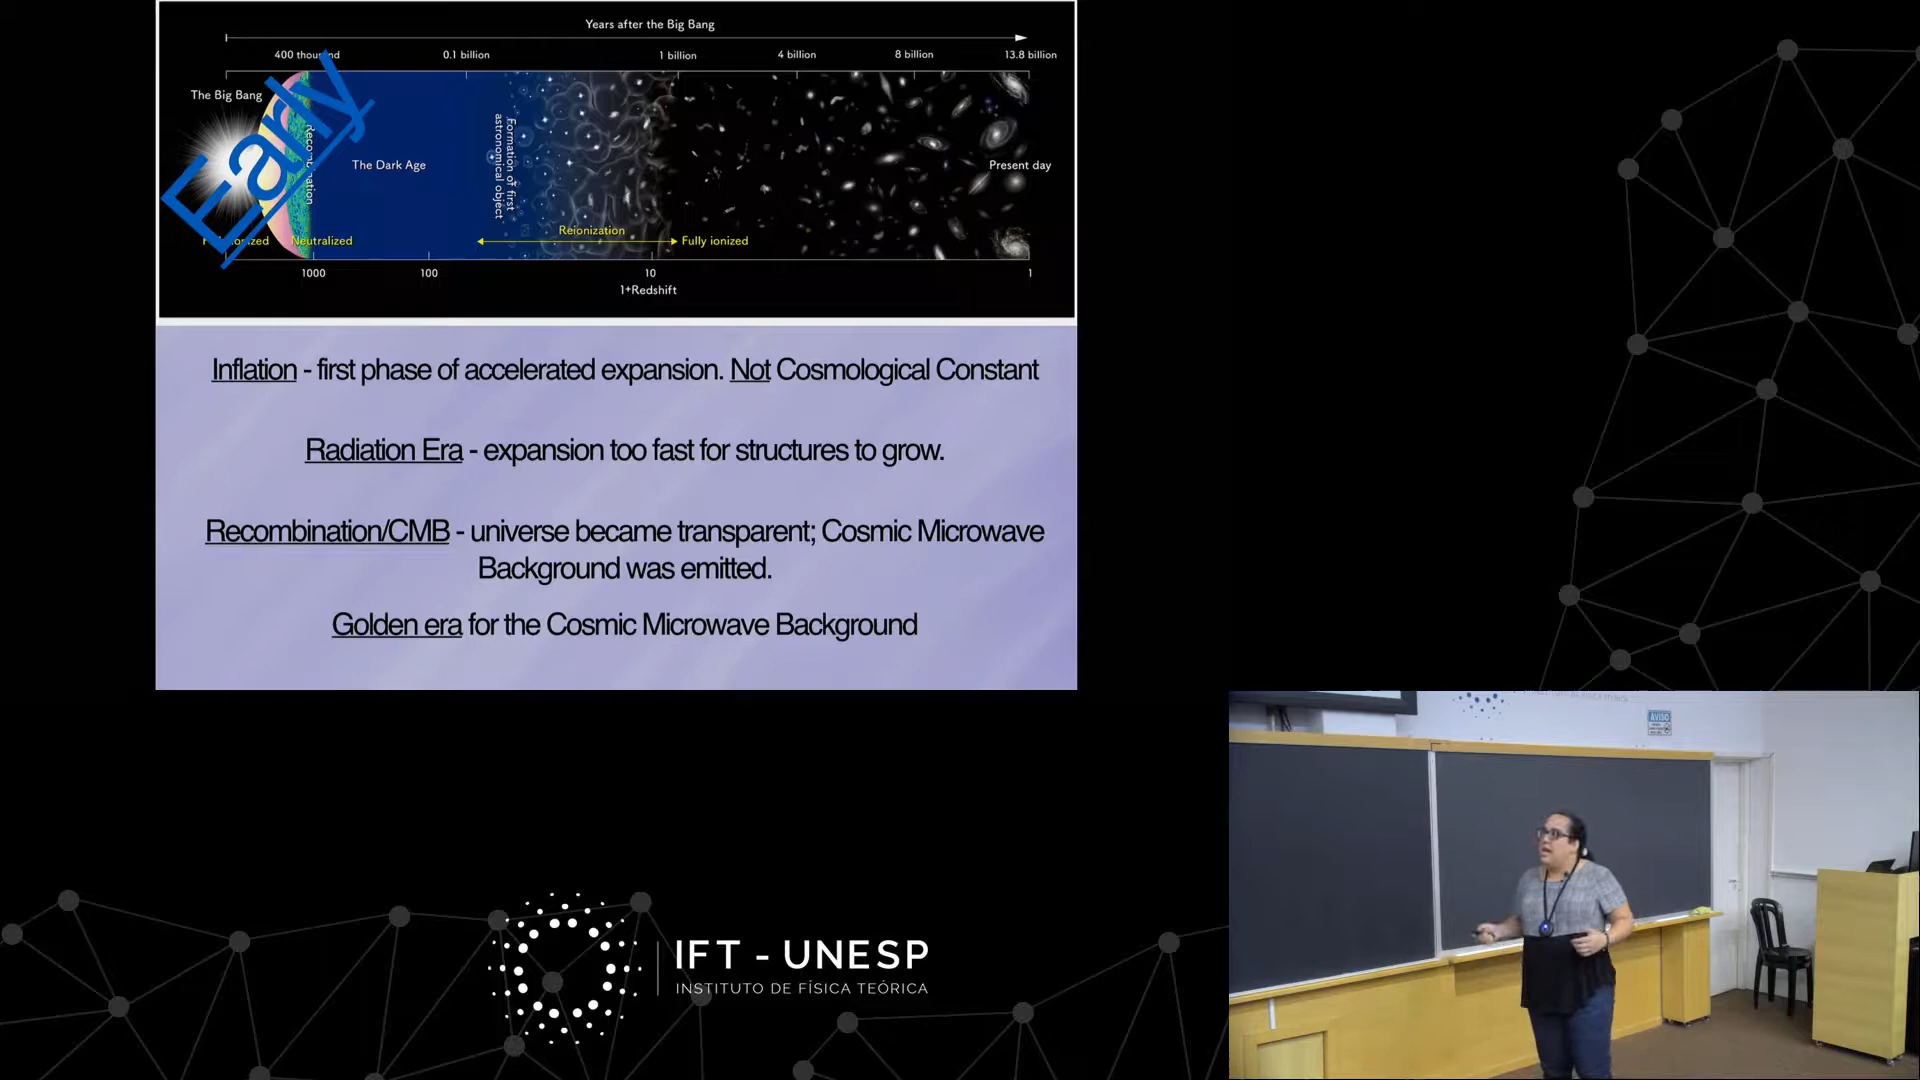 Years after the Big Bang
400 thousand 0.1 billion 1 billion 4 billion 8 billion 13.8 billion
The Big Bang
Early
Recombination
The Dark Age
Formation of first
astronomical object
Present day
Neutralized
Reionization
Fully ionized
1000 100 10 1
1+Redshift
Inflation - first phase of accelerated expansion. Not Cosmological Constant
Radiation Era - expansion too fast for structures to grow.
Recombination/CMB - universe became transparent; Cosmic Microwave
Background was emitted.
Golden era for the Cosmic Microwave Background
AVISO
IFT - UNESP
INSTITUTO DE FÍSICA TEÓRICA